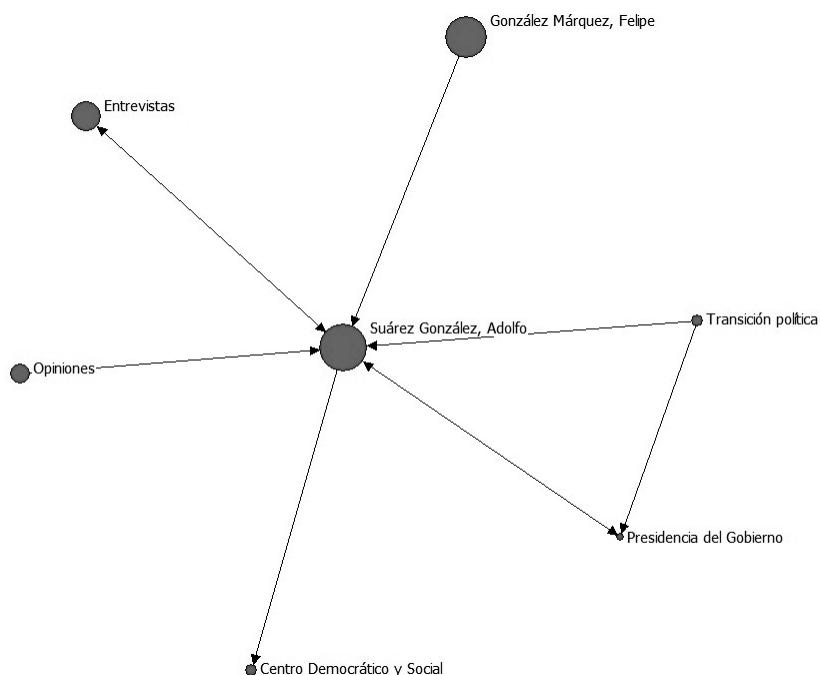 González Márquez, Felipe
Entrevistas
Suárez González, Adolfo
Transición política
Opiniones
Presidencia del Gobierno
Centro Democrático y Social